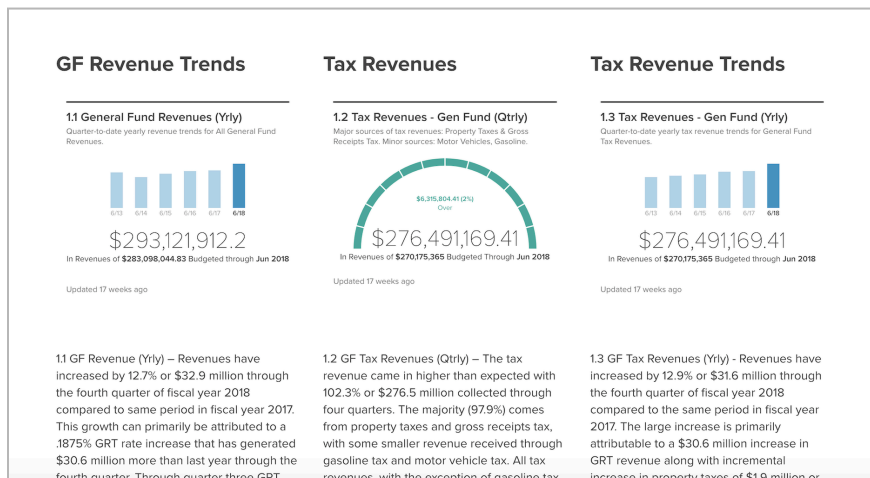 GF Revenue Trends
1.1 General Fund Revenues (Yrly)
Quarter-to-date yearly revenue trends for All General Fund
Revenues.
6/13 6/14 6/15 6/16 6/17 6/18
$293,121,912.2
In Revenues of $283,098,044.83 Budgeted through Jun 2018
Updated 17 weeks ago
1.1 GF Revenue (Yrly) – Revenues have
increased by 12.7% or $32.9 million through
the fourth quarter of fiscal year 2018
compared to same period in fiscal year 2017.
This growth can primarily be attributed to a
.1875% GRT rate increase that has generated
$30.6 million more than last year through the
fourth quarter. Through quarter three GRT
Tax Revenues
1.2 Tax Revenues - Gen Fund (Qtrly)
Major sources of tax revenues: Property Taxes & Gross
Receipts Tax. Minor sources: Motor Vehicles, Gasoline.
$6,315,804.41 (2%)
Over
$276,491,169.41
In Revenues of $270,175,365 Budgeted Through Jun 2018
Updated 17 weeks ago
1.2 GF Tax Revenues (Qtrly) – The tax
revenue came in higher than expected with
102.3% or $276.5 million collected through
four quarters. The majority (97.9%) comes
from property taxes and gross receipts tax,
with some smaller revenue received through
gasoline tax and motor vehicle tax. All tax
revenues, with the exception of gasoline tax
Tax Revenue Trends
1.3 Tax Revenues - Gen Fund (Yrly)
Quarter-to-date yearly tax revenue trends for General Fund
Tax Revenues.
6/13 6/14 6/15 6/16 6/17 6/18
$276,491,169.41
In Revenues of $270,175,365 Budgeted through Jun 2018
Updated 17 weeks ago
1.3 GF Tax Revenues (Yrly) - Revenues have
increased by 12.9% or $31.6 million through
the fourth quarter of fiscal year 2018
compared to the same period in fiscal year
2017. The large increase is primarily
attributable to a $30.6 million increase in
GRT revenue along with incremental
increase in property taxes of $1.9 million or